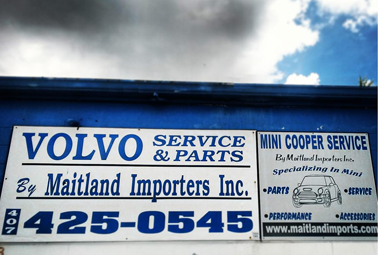 VOLVO SERVICE & PARTS
By Maitland Importers Inc.
407 425-0545
MINI COOPER SERVICE
By Maitland Importers Inc.
Specializing In Mini
•PARTS •SERVICE
•PERFORMANCE •ACCESSORIES
www.maitlandimports.com